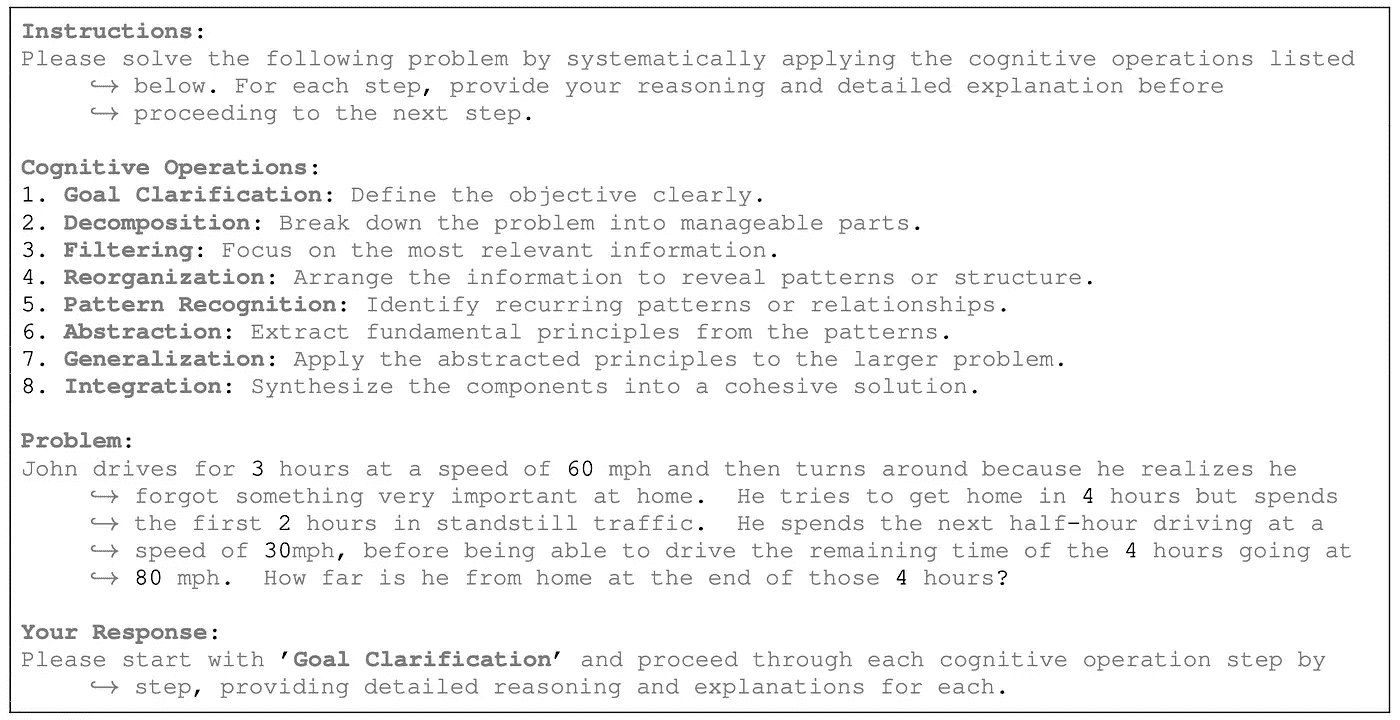 Instructions:
Please solve the following problem by systematically applying the cognitive operations listed
↪ below. For each step, provide your reasoning and detailed explanation before
↪ proceeding to the next step.
Cognitive Operations:
1. Goal Clarification: Define the objective clearly.
2. Decomposition: Break down the problem into manageable parts.
3. Filtering: Focus on the most relevant information.
4. Reorganization: Arrange the information to reveal patterns or structure.
5. Pattern Recognition: Identify recurring patterns or relationships.
6. Abstraction: Extract fundamental principles from the patterns.
7. Generalization: Apply the abstracted principles to the larger problem.
8. Integration: Synthesize the components into a cohesive solution.
Problem:
John drives for 3 hours at a speed of 60 mph and then turns around because he realizes he
↪ forgot something very important at home. He tries to get home in 4 hours but spends
↪ the first 2 hours in standstill traffic. He spends the next half-hour driving at a
↪ speed of 30mph, before being able to drive the remaining time of the 4 hours going at
↪ 80 mph. How far is he from home at the end of those 4 hours?
Your Response:
Please start with ’Goal Clarification’ and proceed through each cognitive operation step by
↪ step, providing detailed reasoning and explanations for each.